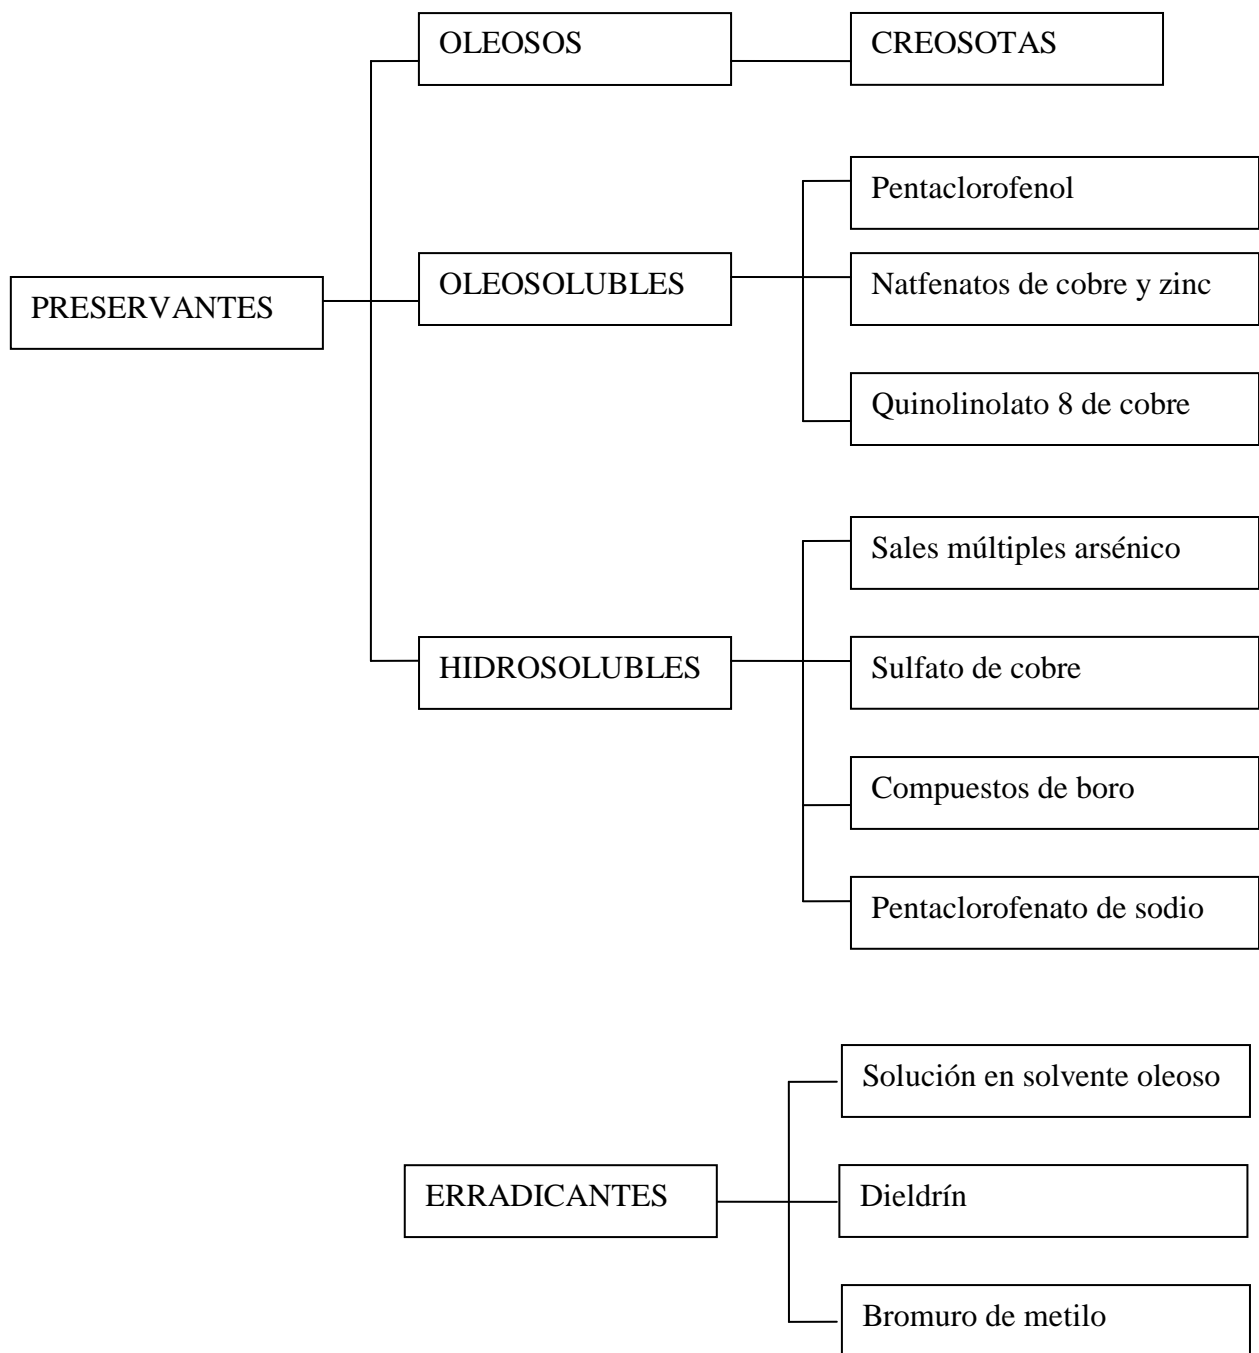 OLEOSOS
CREOSOTAS
Pentaclorofenol
PRESERVANTES
OLEOSOLUBLES
Natfenatos de cobre y zinc
Quinolinolato 8 de cobre
Sales múltiples arsénico
HIDROSOLUBLES
Sulfato de cobre
Compuestos de boro
Pentaclorofenato de sodio
Solución en solvente oleoso
ERRADICANTES
Dieldrín
Bromuro de metilo